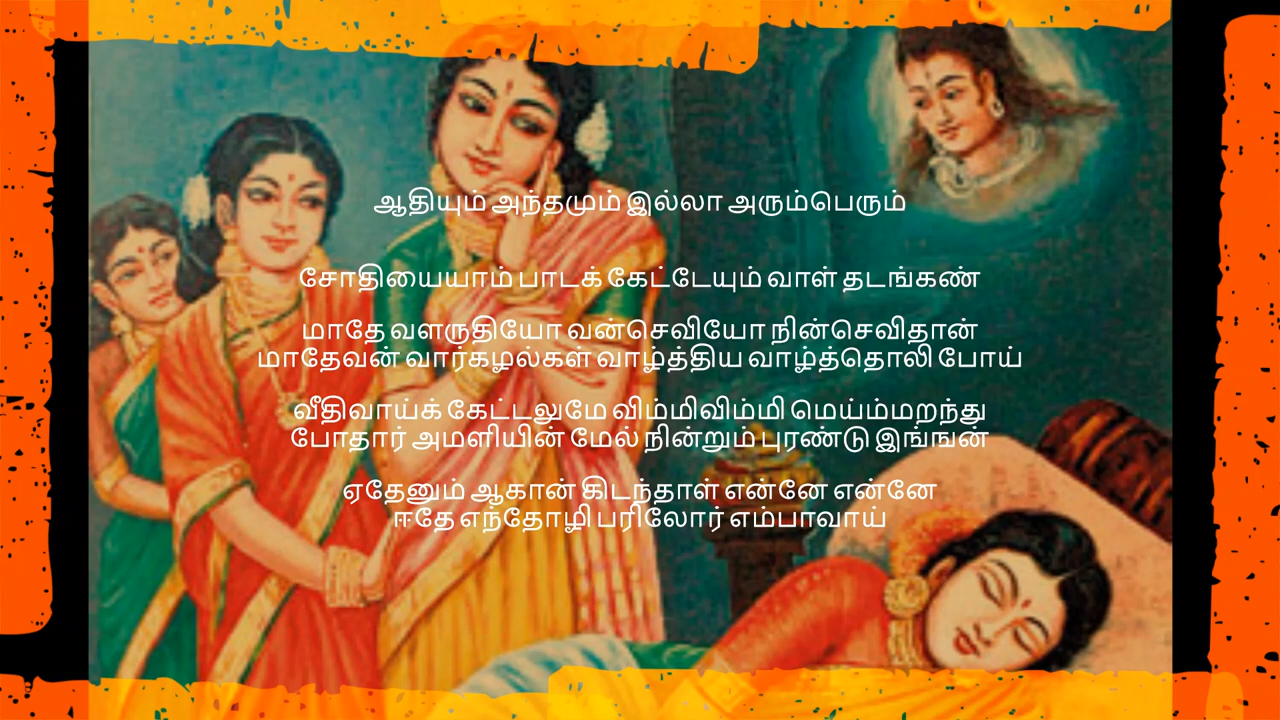 ஆதியும் அந்தமும் இல்லா அரும்பெரும்
சோதியையாம் பாடக் கேட்டேயும் வாள் தடங்கண்
மாதே வளருதியோ வன்செவியோ நின்செவிதான்
மாதேவன் வார்கழல்கள் வாழ்த்திய வாழ்த்தொலி போய்
வீதிவாய்க் கேட்டலுமே விம்மிவிம்மி மெய்ம்மறந்து
போதார் அமளியின் மேல் நின்றும் புரண்டு இங்ஙன்
ஏதேனும் ஆகான் கிடந்தாள் என்னே என்னே
ஈதே எந்தோழி பரிலோர் எம்பாவாய்